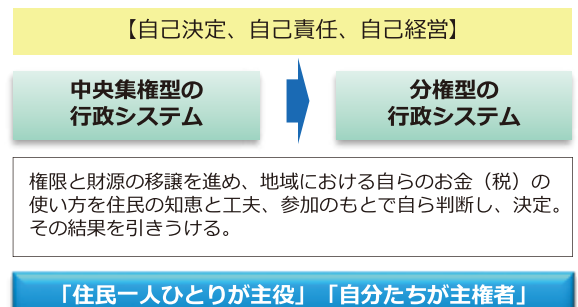 【自己決定、自己責任、自己経営】
中央集権型の
行政システム
分権型の
行政システム
権限と財源の移譲を進め、地域における自らのお金（税）の
使い方を住民の知恵と工夫、参加のもとで自ら判断し、決定。
その結果を引きうける。
「住民一人ひとりが主役」「自分たちが主権者」